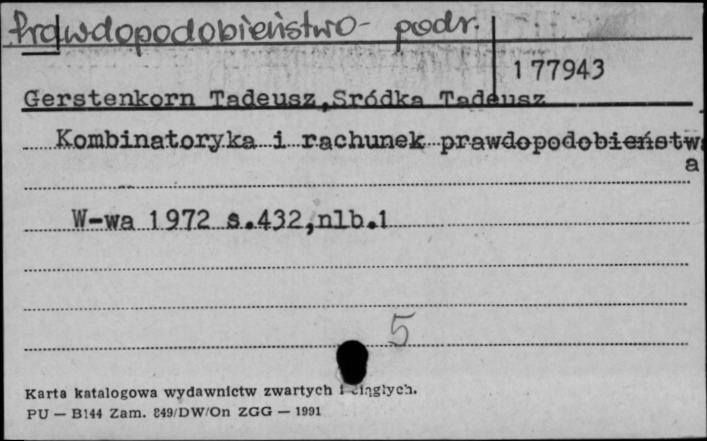 Prawdopodobieństwo - podr.
177943
Gerstenkorn Tadeusz,Sródka Tadeusz
Kombinatoryka i rachunek prawdopodobieństw
a
W-wa 1972 s.432,nlb.1
5
Karta katalogowa wydawnictw zwartych i ciągłych.
PU — B144 Zam. 849/DW/On ZGG — 1991